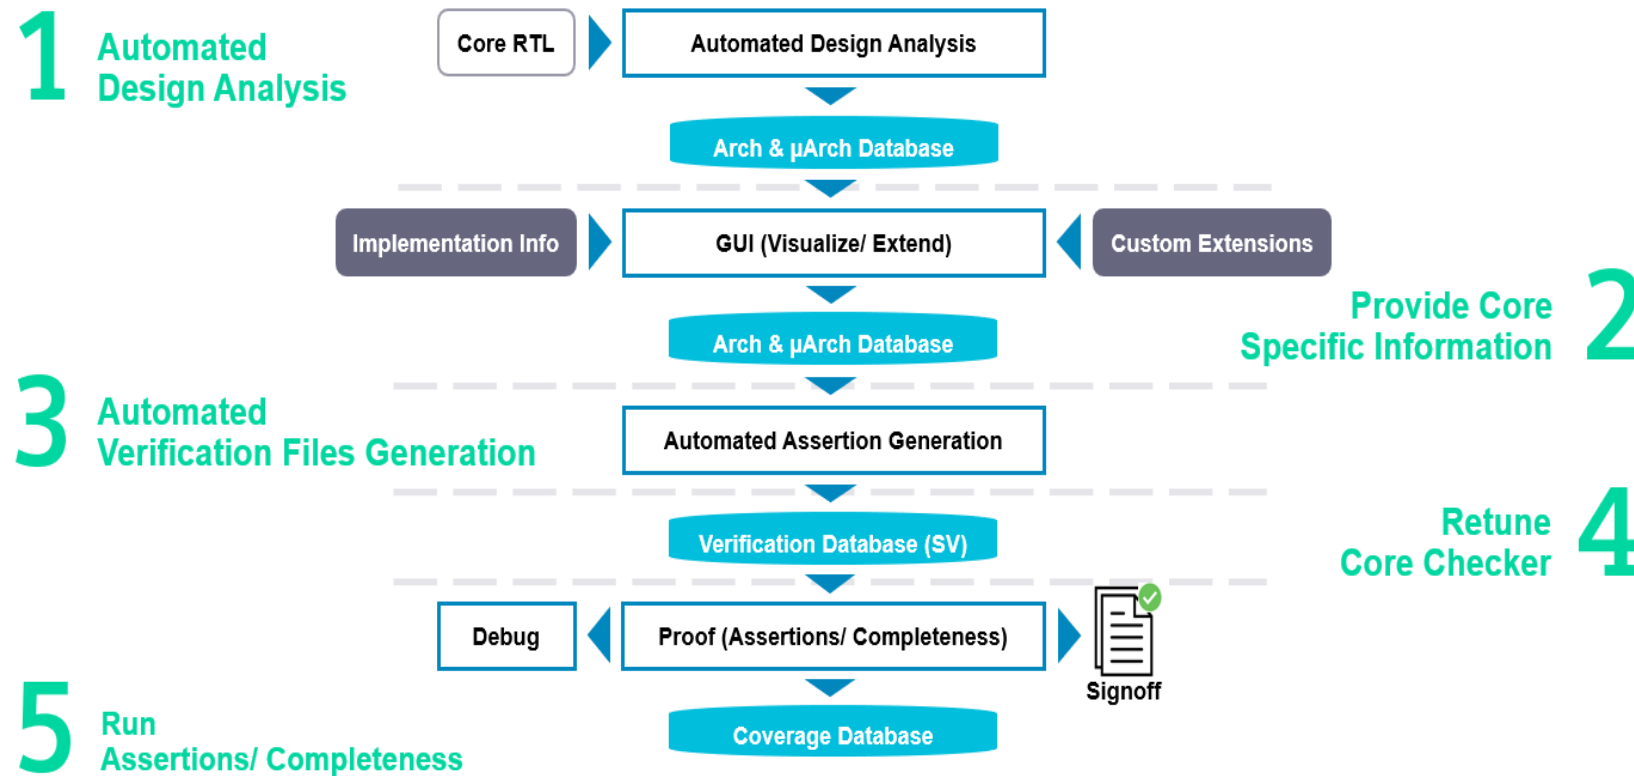 1
Automated
Design Analysis
Core RTL
Automated Design Analysis
Arch & µArch Database
Implementation Info
GUI (Visualize/ Extend)
Custom Extensions
Provide Core
Specific Information
2
Arch & µArch Database
3
Automated
Verification Files Generation
Automated Assertion Generation
Retune
Core Checker
4
Verification Database (SV)
Debug
Proof (Assertions/ Completeness)
Signoff
5
Run
Assertions/ Completeness
Coverage Database